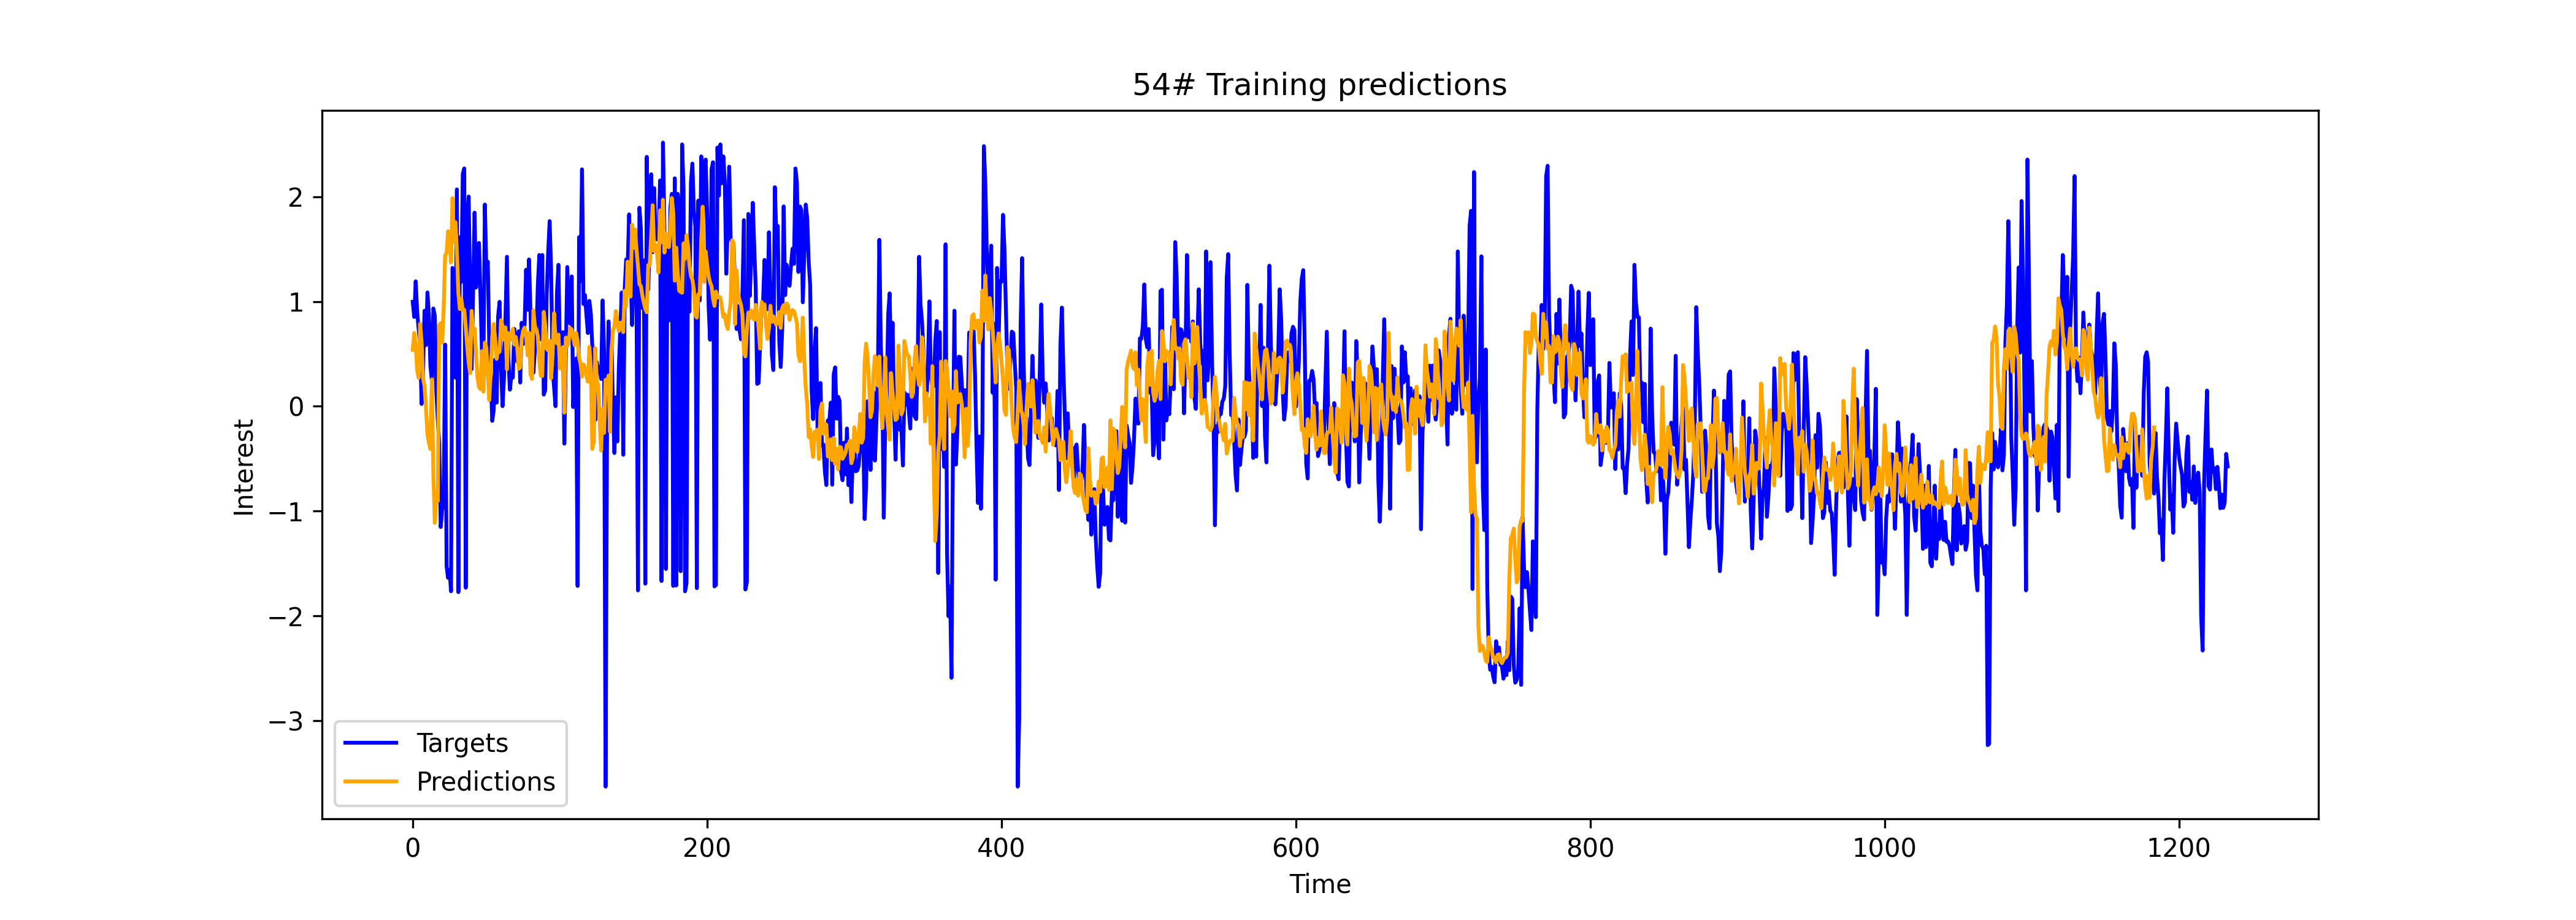 54# Training predictions
Interest
2
1
0
−1
−2
−3
Targets
Predictions
0 200 400 600 800 1000 1200
Time